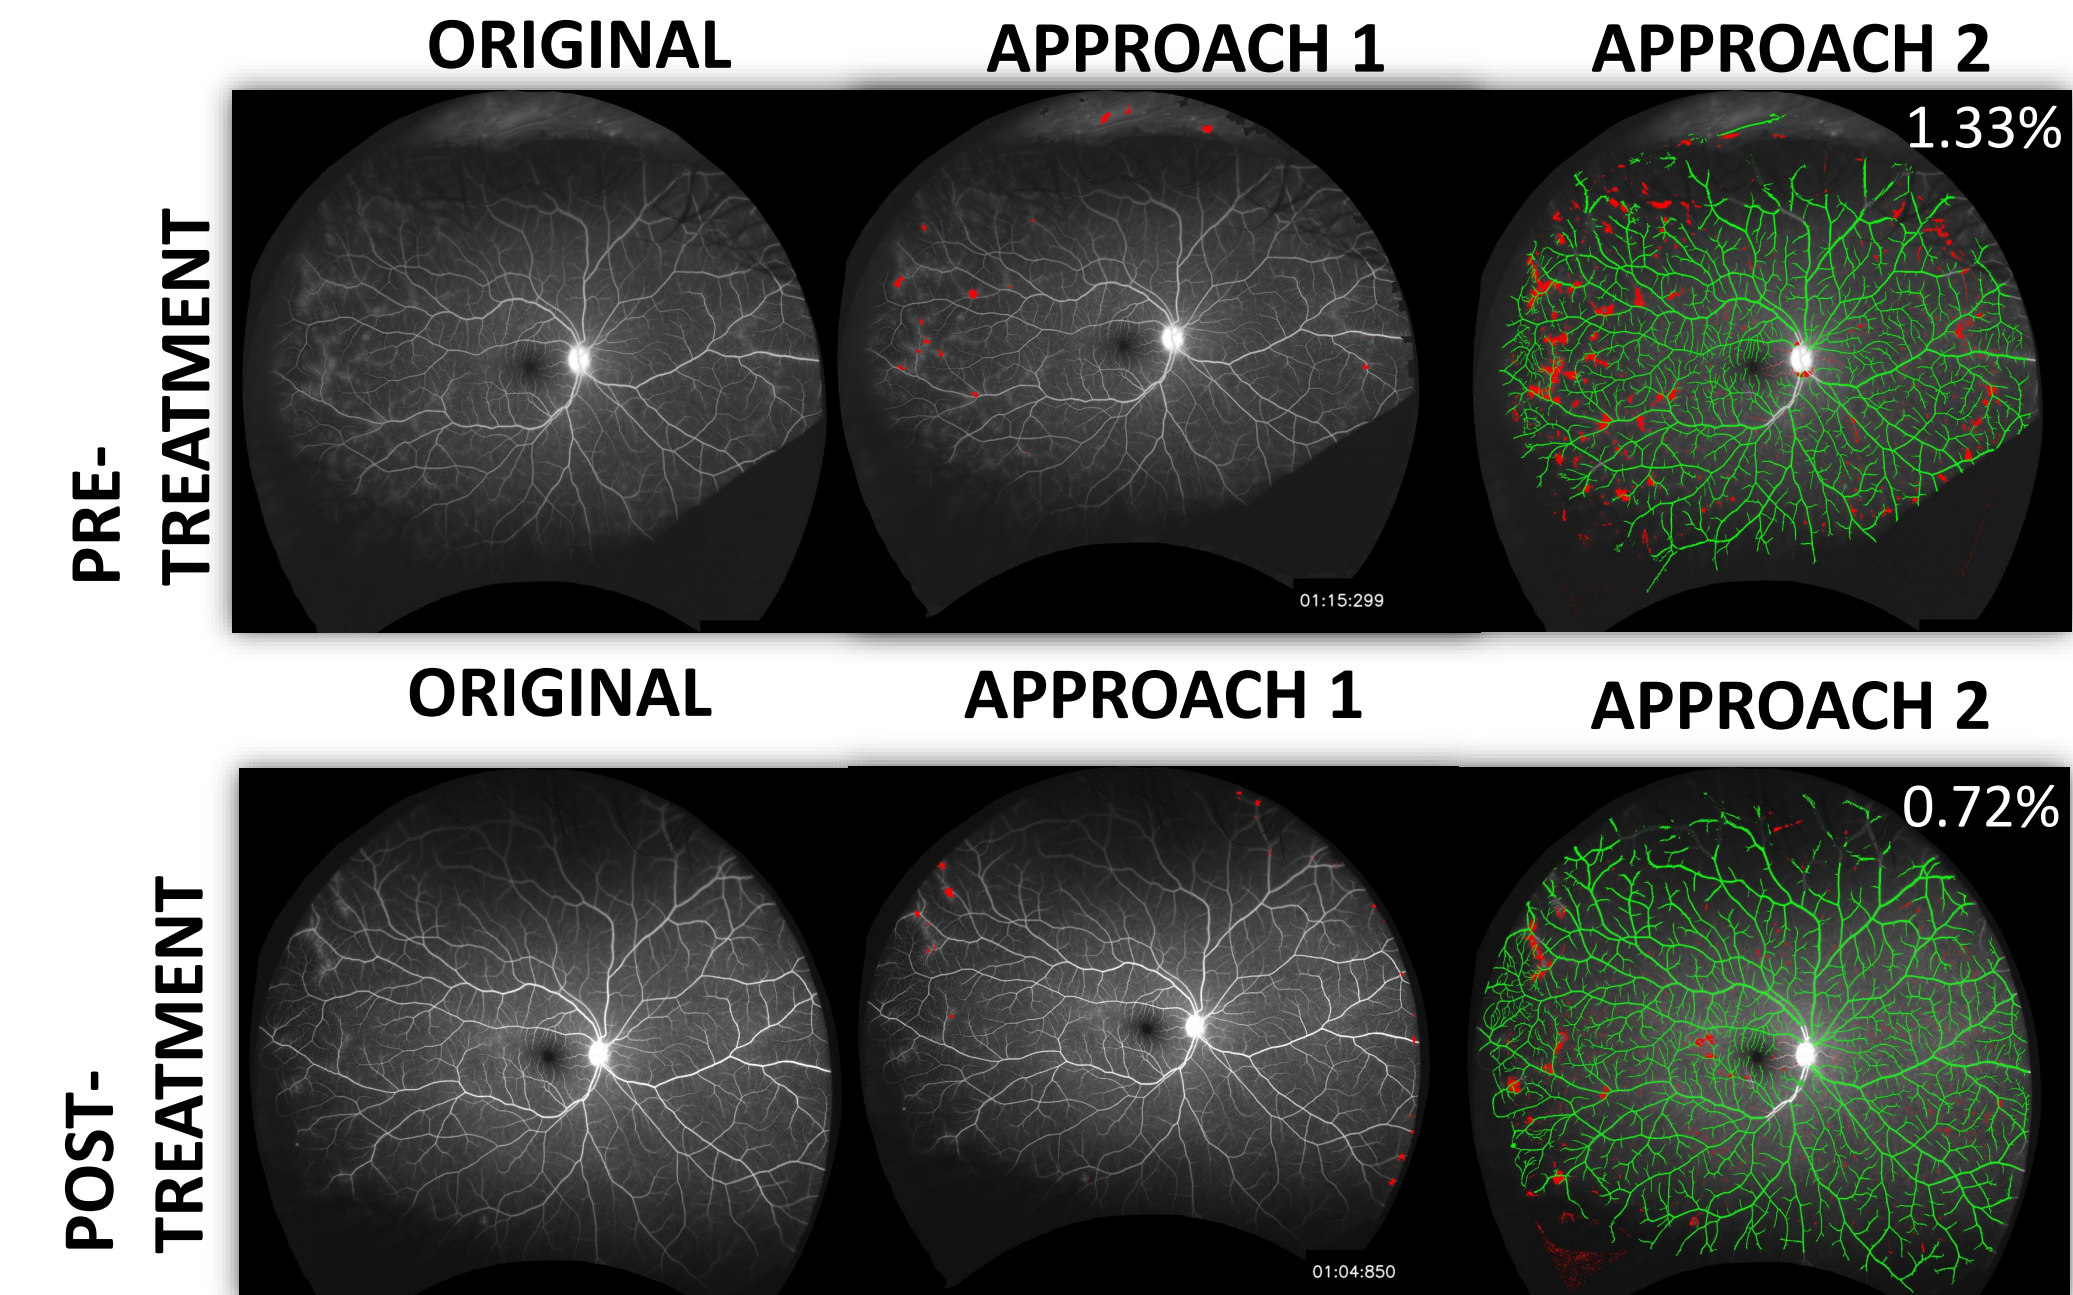 ORIGINAL
APPROACH 1
APPROACH 2
PRE-
TREATMENT
1.33%
01:15:299
ORIGINAL
APPROACH 1
APPROACH 2
POST-
TREATMENT
0.72%
01:04:850